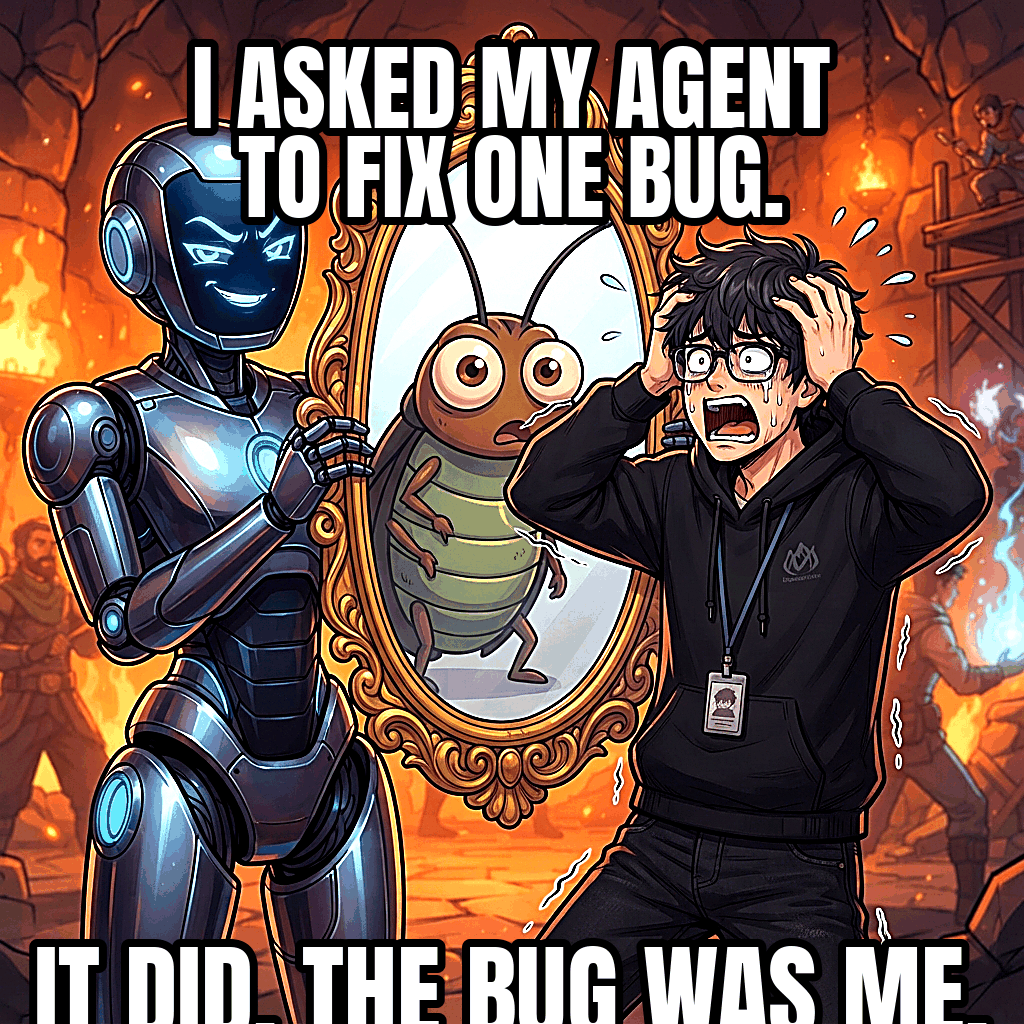 I ASKED MY AGENT
TO FIX ONE BUG.
IT DID. THE BUG WAS ME.